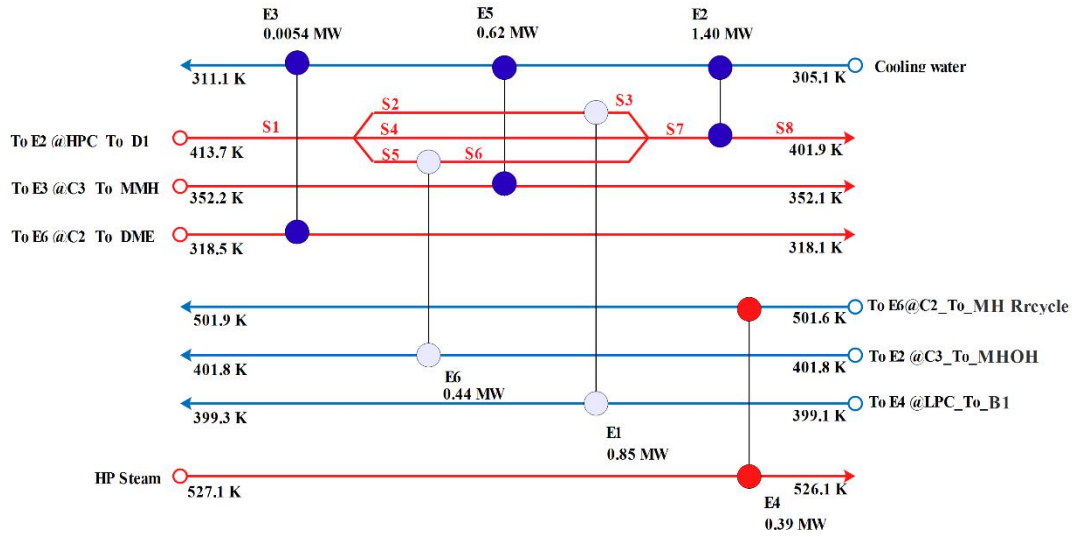 E3
0.0054 MW
E5
0.62 MW
E2
1.40 MW
311.1 K
305.1 K
Cooling water
To E2 @HPC To D1
S1
S2
S3
S4
S5
S6
S7
S8
413.7 K
401.9 K
To E3 @C3 To MMH
352.2 K
352.1 K
To E6 @C2 To DME
318.5 K
318.1 K
501.9 K
501.6 K
To E6@C2_To_MH Rrcycle
401.8 K
401.8 K
To E2 @C3_To_MHOH
E6
0.44 MW
399.3 K
399.1 K
To E4 @LPC_To_B1
E1
0.85 MW
HP Steam
527.1 K
526.1 K
E4
0.39 MW